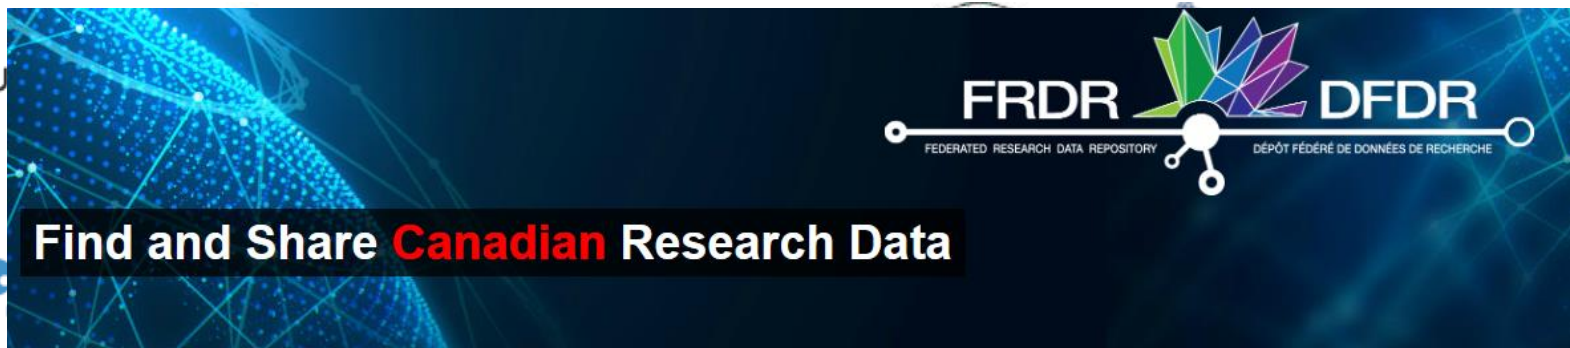 FRDR DFDR
FEDERATED RESEARCH DATA REPOSITORY DÉPÔT FÉDÉRÉ DE DONNÉES DE RECHERCHE
Find and Share Canadian Research Data